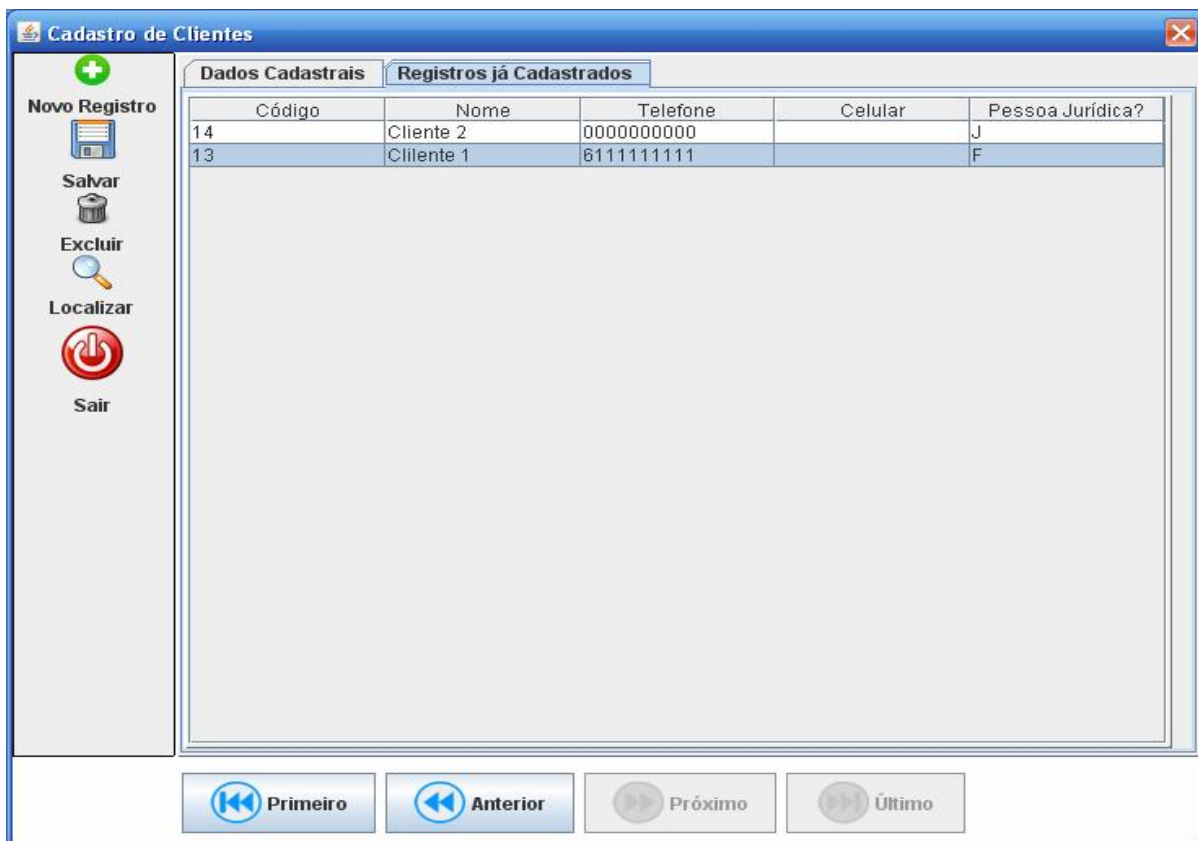 Cadastro de Clientes
Novo Registro
Salvar
Excluir
Localizar
Sair
Dados Cadastrais Registros já Cadastrados
Código Nome Telefone Celular Pessoa Jurídica?
14 Cliente 2 0000000000 J
13 Clilente 1 6111111111 F
Primeiro Anterior Próximo Último